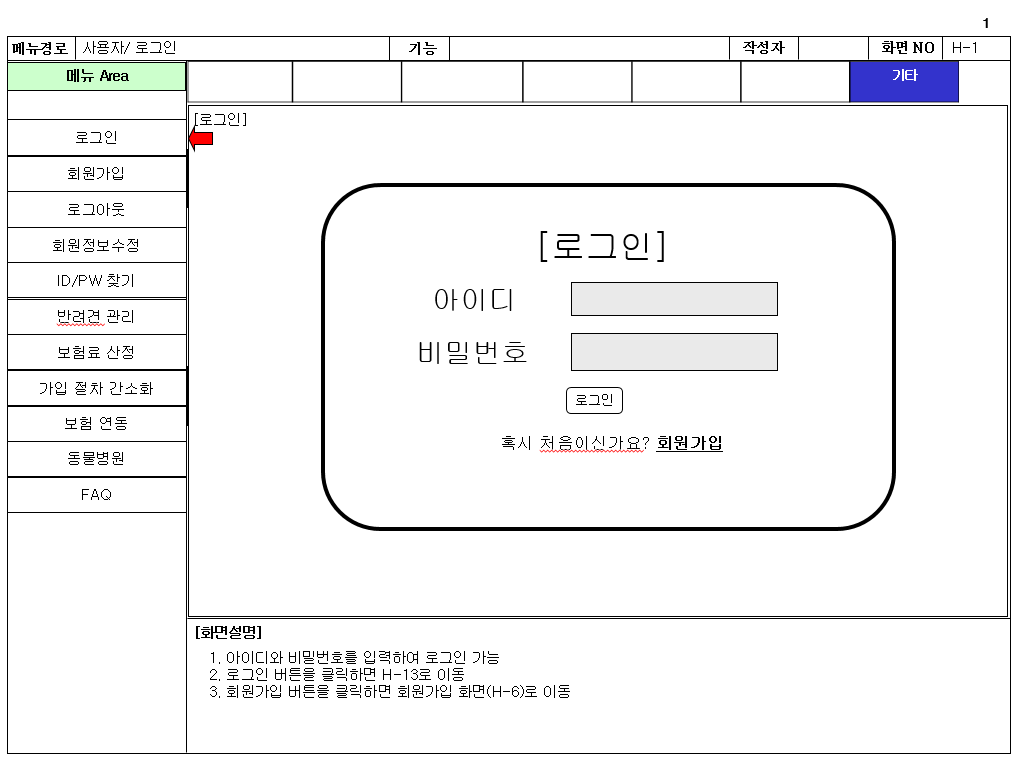 1
메뉴경로 사용자/ 로그인 기능 작성자 화면 NO H-1
메뉴 Area
기타
로그인
회원가입
로그아웃
회원정보수정
ID/PW 찾기
반려견 관리
보험료 산정
가입 절차 간소화
보험 연동
동물병원
FAQ
[로그인]
[로그인]
아이디
비밀번호
로그인
혹시 처음이신가요? 회원가입
[화면설명]
1. 아이디와 비밀번호를 입력하여 로그인 가능
2. 로그인 버튼을 클릭하면 H-13로 이동
3. 회원가입 버튼을 클릭하면 회원가입 화면(H-6)로 이동